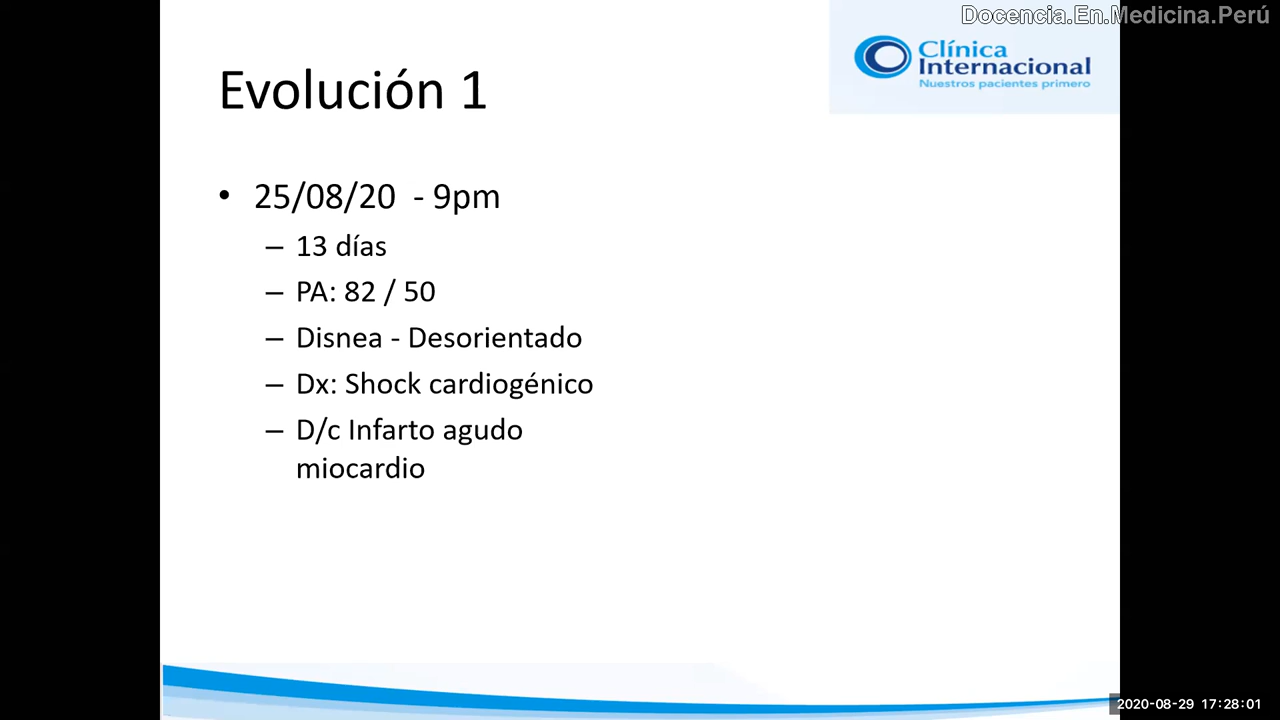 Docencia.En.Medicina.Perú
Clínica
Internacional
Nuestros pacientes primero
Evolución 1
• 25/08/20 - 9pm
– 13 días
– PA: 82 / 50
– Disnea - Desorientado
– Dx: Shock cardiogénico
– D/c Infarto agudo
miocardio
2020-08-29 17:28:01